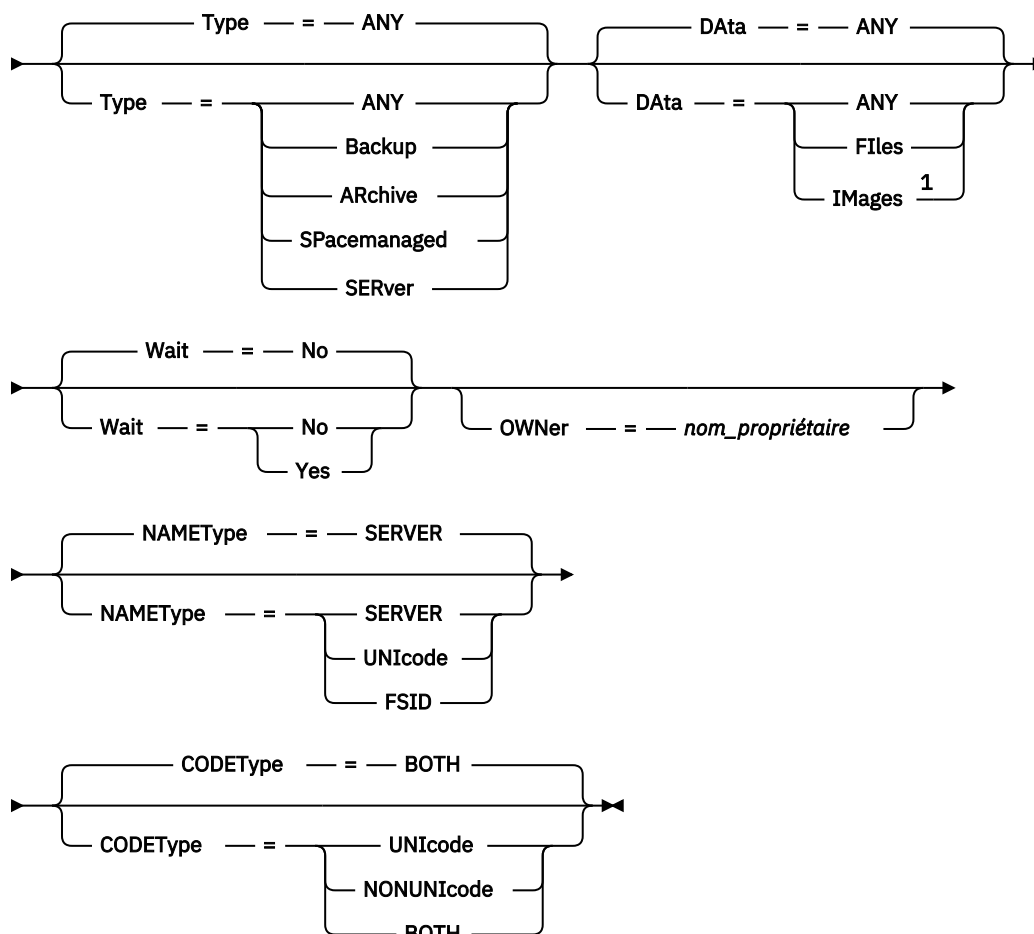 Type = ANY
DAta = ANY
Type = ANY
Backup
ARchive
SPacemanaged
SERver
DAta = ANY
FIles
IMages 1
Wait = No
Wait = No
Yes
OWNer = nom_propriétaire
NAMEType = SERVER
NAMEType = SERVER
UNIcode
FSID
CODEType = BOTH
CODEType = UNIcode
NONUNIcode
BOTH